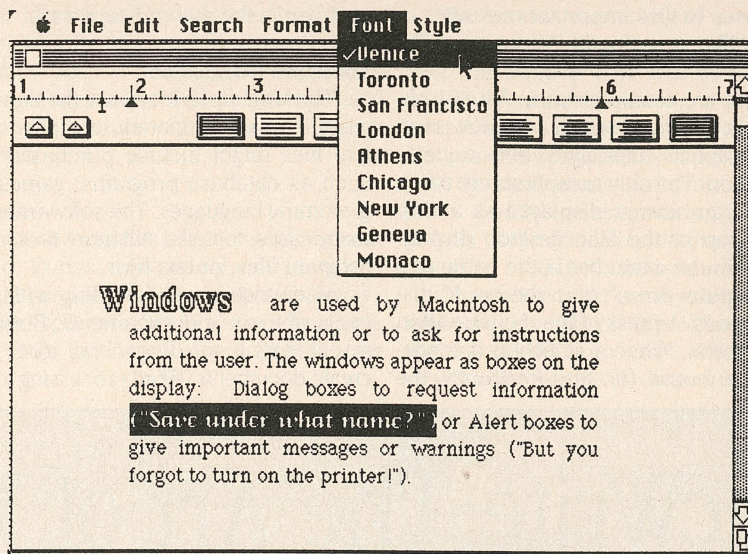 File Edit Search Format Font Style
✓Venice
Toronto
San Francisco
London
Athens
Chicago
New York
Geneva
Monaco
1 2 3 6 7
Windows are used by Macintosh to give
additional information or to ask for instructions
from the user. The windows appear as boxes on the
display: Dialog boxes to request information
("Save under what name?") or Alert boxes to
give important messages or warnings ("But you
forgot to turn on the printer!").